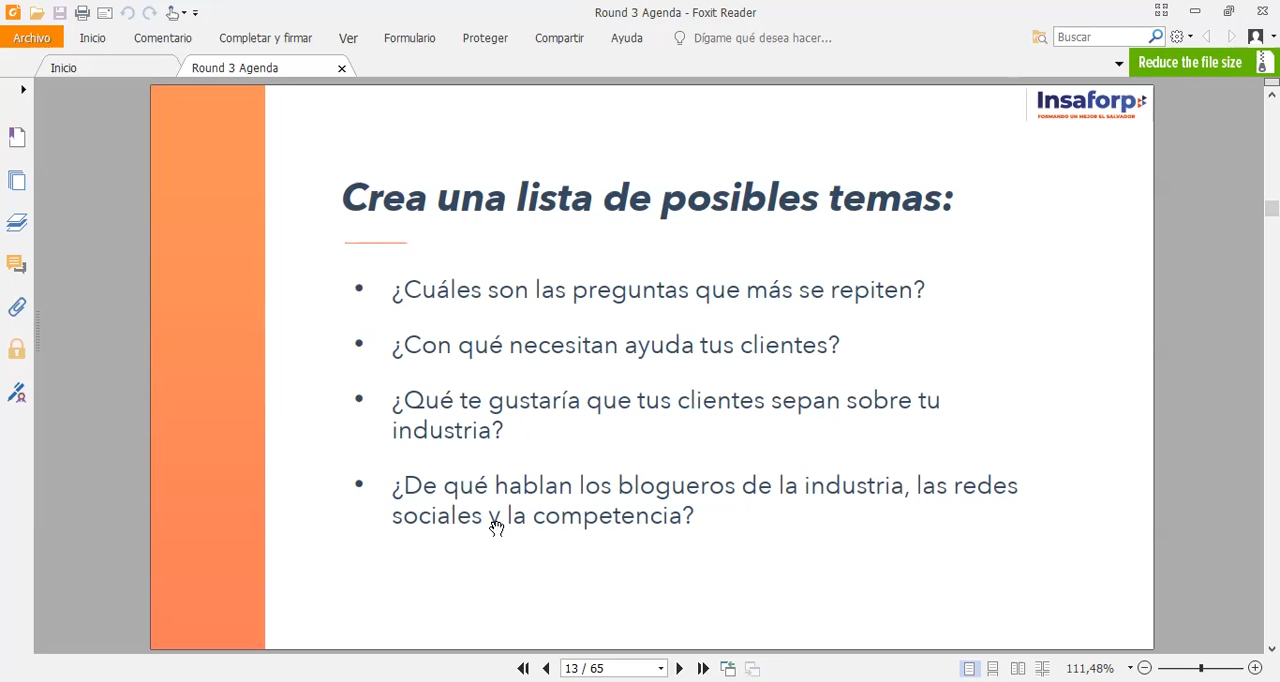 Round 3 Agenda - Foxit Reader
Archivo Inicio Comentario Completar y firmar Ver Formulario Proteger Compartir Ayuda Dígame qué desea hacer... Buscar
Inicio Round 3 Agenda Reduce the file size
Insaforp
FORMANDO UN MEJOR EL SALVADOR
Crea una lista de posibles temas:
• ¿Cuáles son las preguntas que más se repiten?
• ¿Con qué necesitan ayuda tus clientes?
• ¿Qué te gustaría que tus clientes sepan sobre tu
industria?
• ¿De qué hablan los blogueros de la industria, las redes
sociales y la competencia?
13 / 65 111,48%